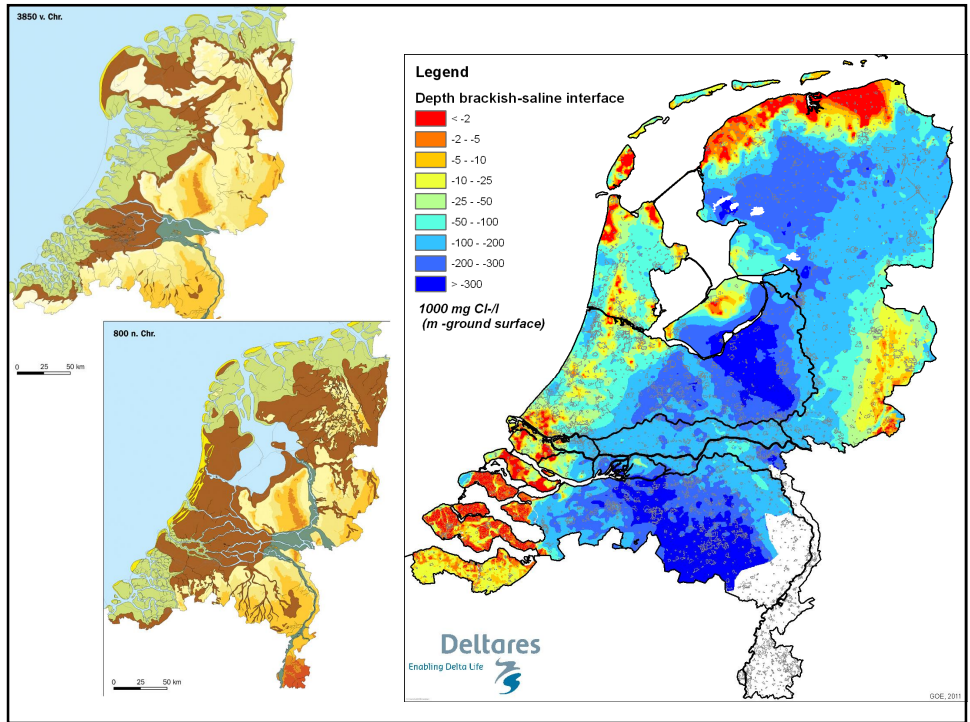 3850 v. Chr.
0 25 50 km
800 n. Chr.
0 25 50 km
Legend
Depth brackish-saline interface
< -2
-2 - -5
-5 - -10
-10 - -25
-25 - -50
-50 - -100
-100 - -200
-200 - -300
> -300
1000 mg Cl-/l
(m -ground surface)
Deltares
Enabling Delta Life
GOE, 2011